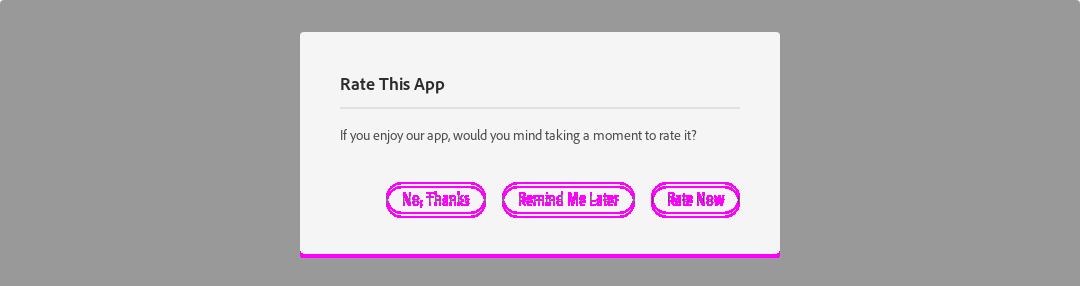 Rate This App
If you enjoy our app, would you mind taking a moment to rate it?
No, Thanks Remind Me Later Rate Now